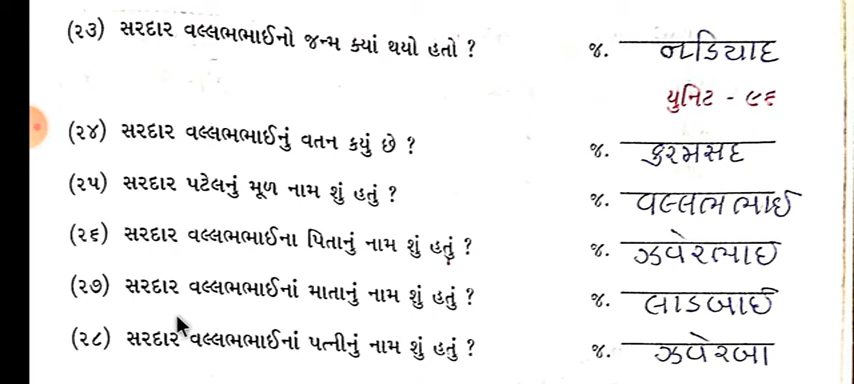 (૨૩) સરદાર વલ્લભભાઈનો જન્મ ક્યાં થયો હતો ? જ. નડિયાદ
યુનિટ - ૯૬
(૨૪) સરદાર વલ્લભભાઈનું વતન કયું છે ? જ. કરમસદ
(૨૫) સરદાર પટેલનું મૂળ નામ શું હતું ? જ. વલ્લભભાઈ
(૨૬) સરદાર વલ્લભભાઈના પિતાનું નામ શું હતું ? જ. ઝવેરભાઈ
(૨૭) સરદાર વલ્લભભાઈનાં માતાનું નામ શું હતું ? જ. લાડબાઈ
(૨૮) સરદાર વલ્લભભાઈનાં પત્નીનું નામ શું હતું ? જ. ઝવેરબા